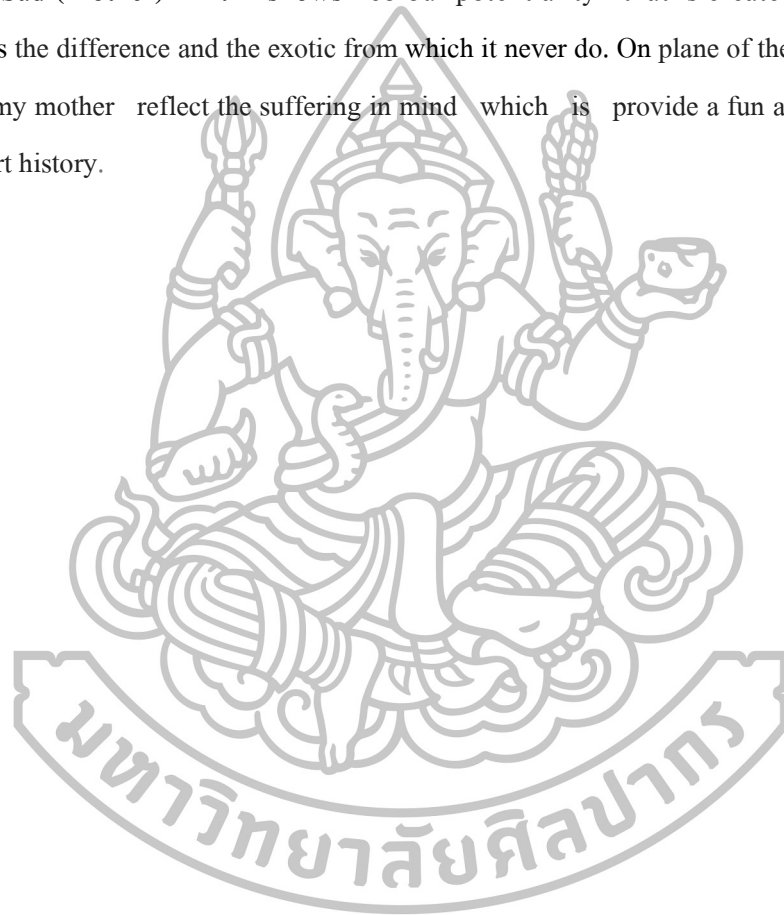 s the difference and the exotic from which it never do. On plane of the
my mother reflect the suffering in mind which is provide a fun a
rt history.
มหาวิทยาลัยศิลปากร